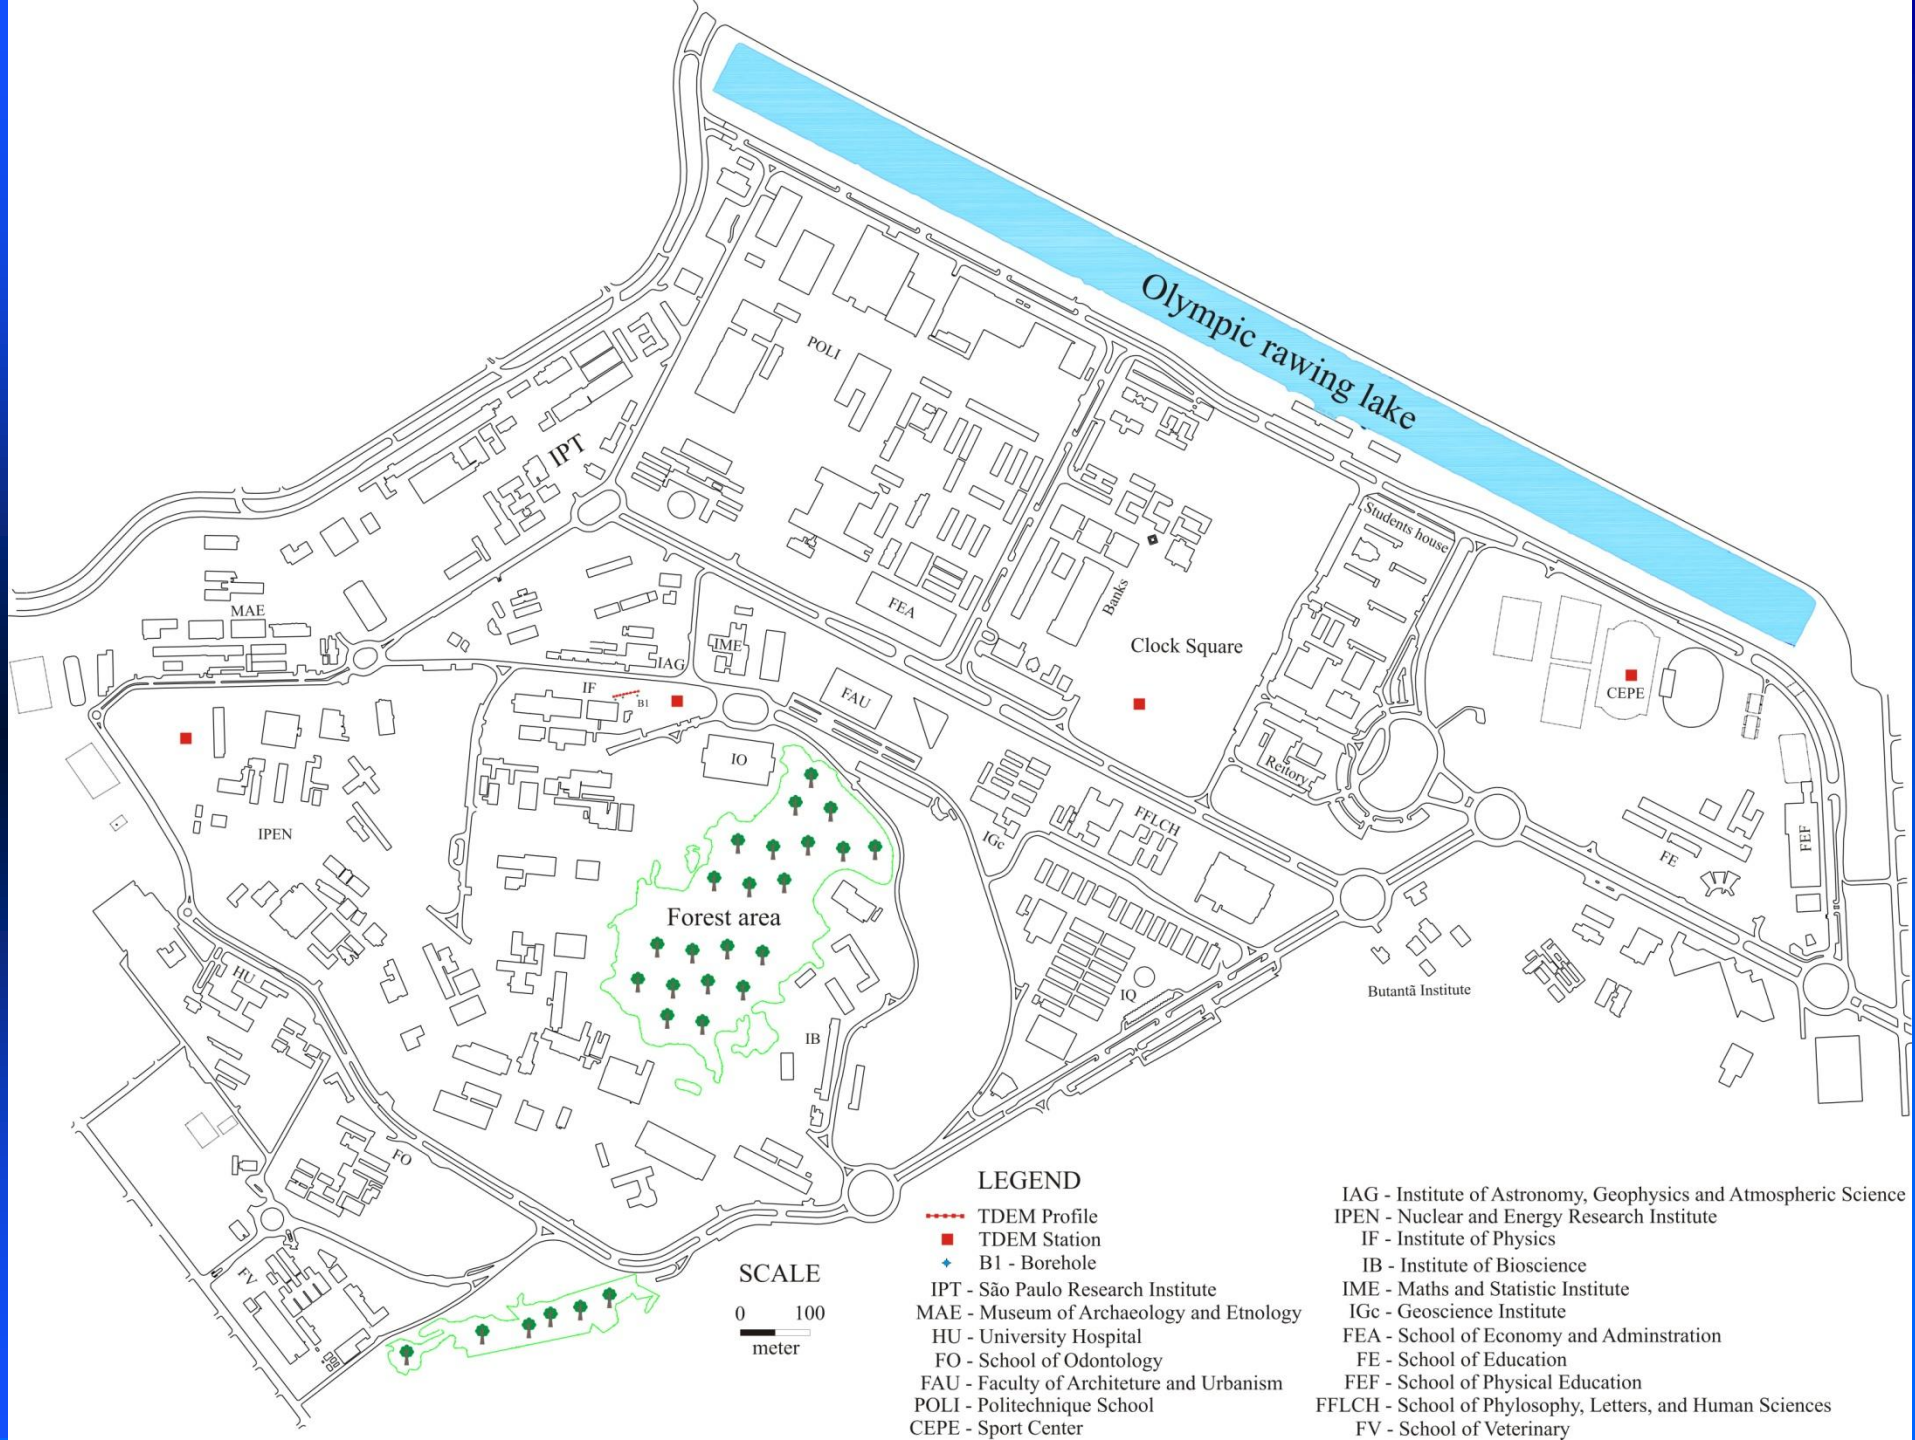 Olympic rawing lake
POLI
IPT
Students house
MAE
Banks
FEA
Clock Square
IME
IAG
IF
B1
FAU
CEPE
IO
Reitory
IPEN
IGc
FFLCH
FE
FEF
Forest area
HU
IQ
Butantã Institute
IB
FO
FV
SCALE
0 100
meter
LEGEND
TDEM Profile
TDEM Station
B1 - Borehole
IPT - São Paulo Research Institute
MAE - Museum of Archaeology and Etnology
HU - University Hospital
FO - School of Odontology
FAU - Faculty of Architeture and Urbanism
POLI - Politechnique School
CEPE - Sport Center
IAG - Institute of Astronomy, Geophysics and Atmospheric Science
IPEN - Nuclear and Energy Research Institute
IF - Institute of Physics
IB - Institute of Bioscience
IME - Maths and Statistic Institute
IGc - Geoscience Institute
FEA - School of Economy and Adminstration
FE - School of Education
FEF - School of Physical Education
FFLCH - School of Phylosophy, Letters, and Human Sciences
FV - School of Veterinary